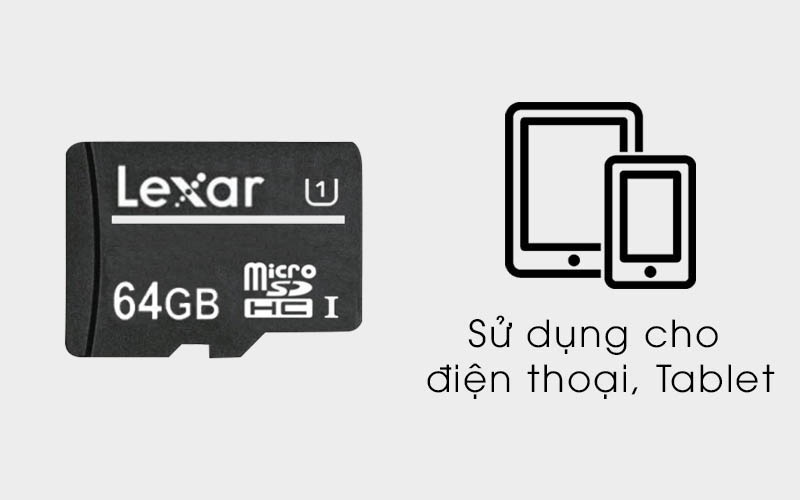 Lexar 1
64GB micro SD HC I
Sử dụng cho
điện thoại, Tablet